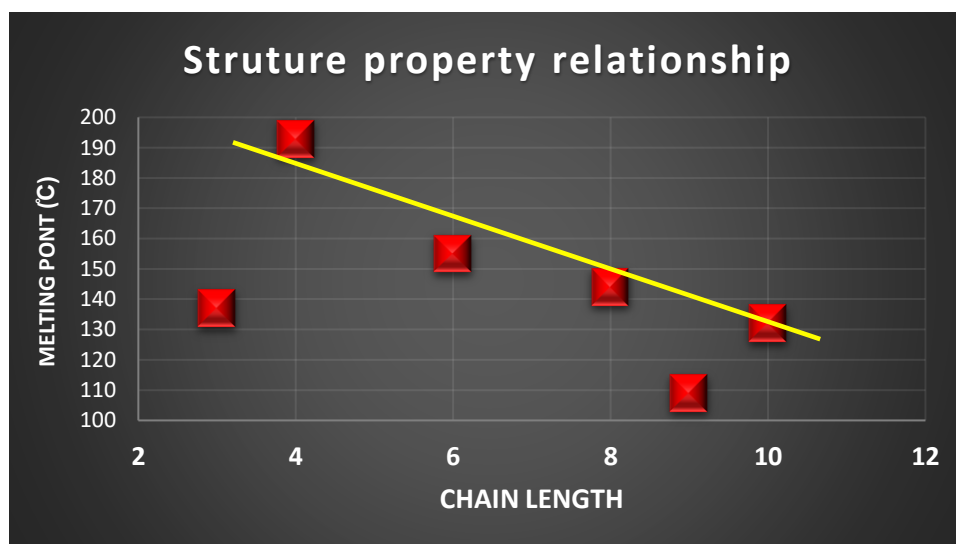 Struture property relationship
MELTING PONT (℃)
200
190
180
170
160
150
140
130
120
110
100
2 4 6 8 10 12
CHAIN LENGTH